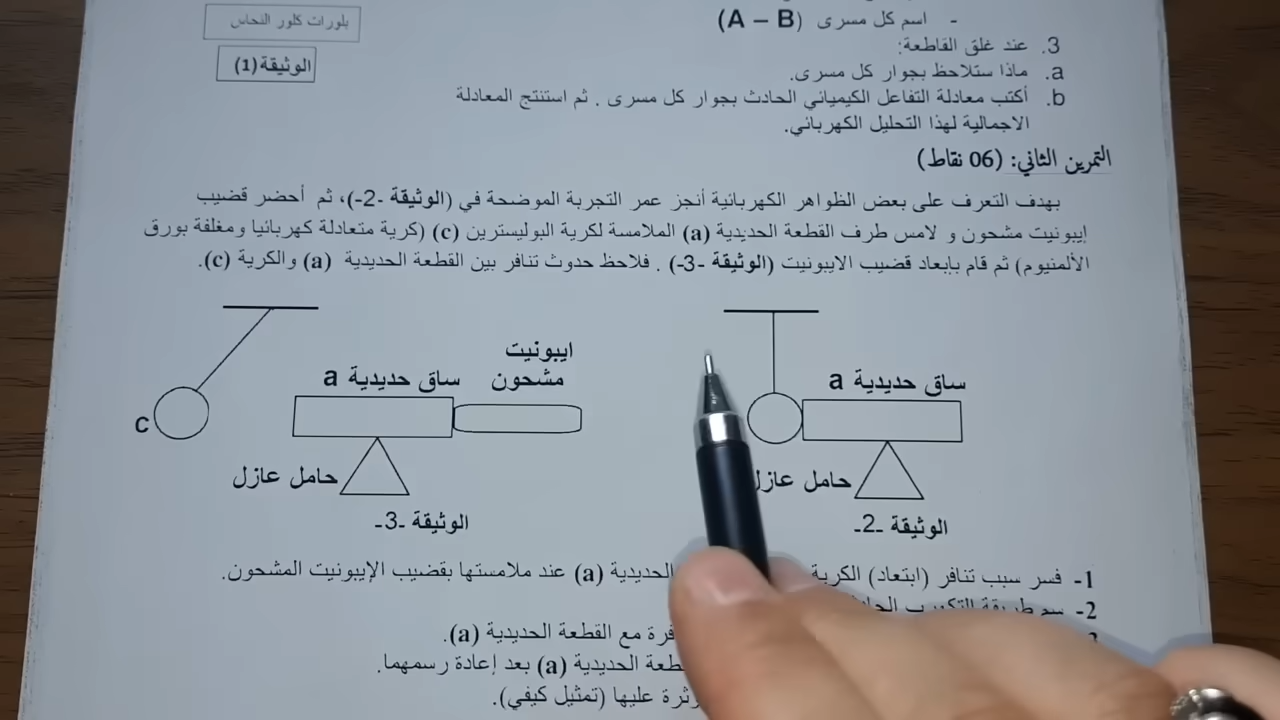 بلورات كلور النحاس
الوثيقة(1)
- اسم كل مسرى (A – B)
3. عند غلق القاطعة:
a. ماذا ستلاحظ بجوار كل مسرى.
b. أكتب معادلة التفاعل الكيميائي الحادث بجوار كل مسرى . ثم استنتج المعادلة
الاجمالية لهذا التحليل الكهربائي.
التمرين الثاني: (06 نقاط)
بهدف التعرف على بعض الظواهر الكهربائية أنجز عمر التجربة الموضحة في (الوثيقة -2-)، ثم أحضر قضيب
إيبونيت مشحون و لامس طرف القطعة الحديدية (a) الملامسة لكرية البوليسترين (c) (كرية متعادلة كهربائيا ومغلفة بورق
الألمنيوم) ثم قام بإبعاد قضيب الايبونيت (الوثيقة -3-) . فلاحظ حدوث تنافر بين القطعة الحديدية (a) والكرية (c).
ساق حديدية a
حامل عازل
الوثيقة -2-
ايبونيت
مشحون
ساق حديدية a
c
حامل عازل
الوثيقة -3-
1- فسر سبب تنافر (ابتعاد) الكرية الحديدية (a) عند ملامستها بقضيب الإيبونيت المشحون.
2- سم طريقة التكهرب
مع القطعة الحديدية (a).
(a) بعد إعادة رسمهما.
عليها (تمثيل كيفي).